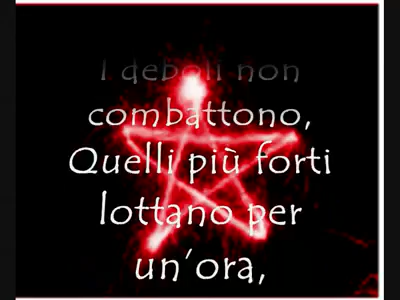 I deboli non
combattono,
Quelli più forti
lottano per
un'ora,